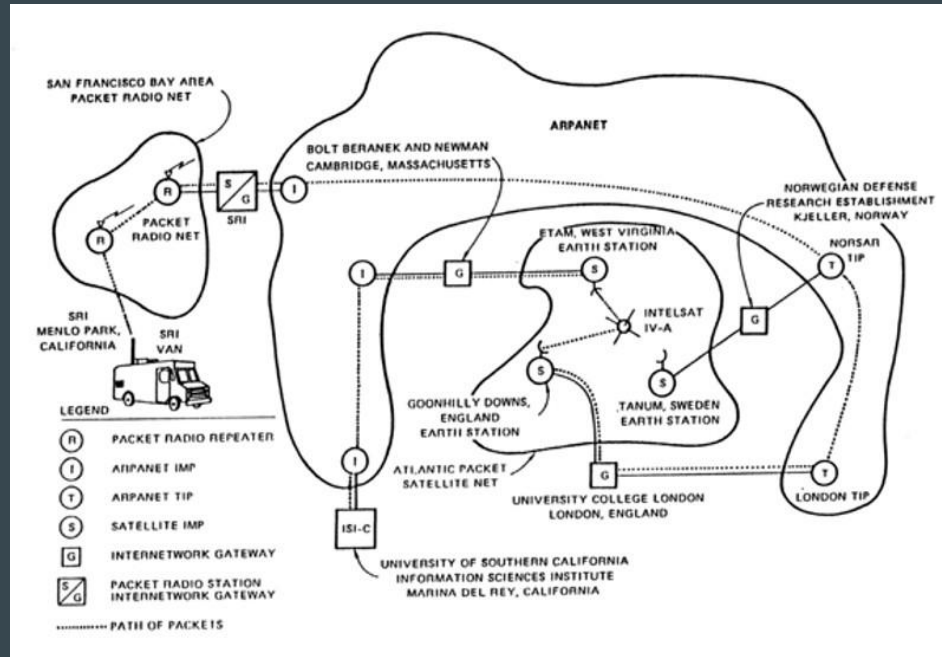 SAN FRANCISCO BAY AREA
PACKET RADIO NET
ARPANET
BOLT BERANEK AND NEWMAN
CAMBRIDGE, MASSACHUSETTS
NORWEGIAN DEFENSE
RESEARCH ESTABLISHMENT
KJELLER, NORWAY
R
S
G
I
SRI
PACKET
RADIO NET
R
ETAM, WEST VIRGINIA
EARTH STATION
NORSAR
TIP
T
I
G
S
INTELSAT
IV-A
G
SRI
MENLO PARK,
CALIFORNIA
SRI
VAN
S
S
GOONHILLY DOWNS,
ENGLAND
EARTH STATION
TANUM, SWEDEN
EARTH STATION
ATLANTIC PACKET
SATELLITE NET
I
G
T
UNIVERSITY COLLEGE LONDON
LONDON, ENGLAND
LONDON TIP
ISI-C
UNIVERSITY OF SOUTHERN CALIFORNIA
INFORMATION SCIENCES INSTITUTE
MARINA DEL REY, CALIFORNIA
LEGEND
R PACKET RADIO REPEATER
I ARPANET IMP
T ARPANET TIP
S SATELLITE IMP
G INTERNETWORK GATEWAY
S/G PACKET RADIO STATION
INTERNETWORK GATEWAY
PATH OF PACKETS